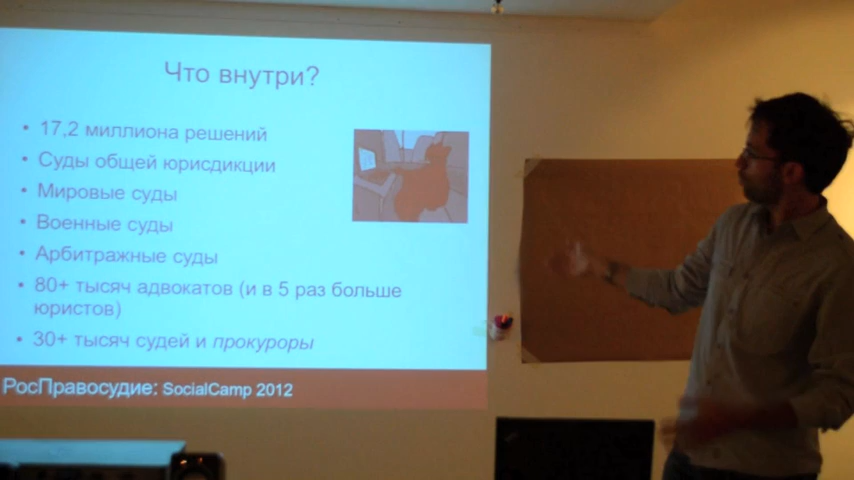 Что внутри?
• 17,2 миллиона решений
• Суды общей юрисдикции
• Мировые суды
• Военные суды
• Арбитражные суды
• 80+ тысяч адвокатов (и в 5 раз больше
юристов)
• 30+ тысяч судей и прокуроры
РосПравосудие: SocialCamp 2012